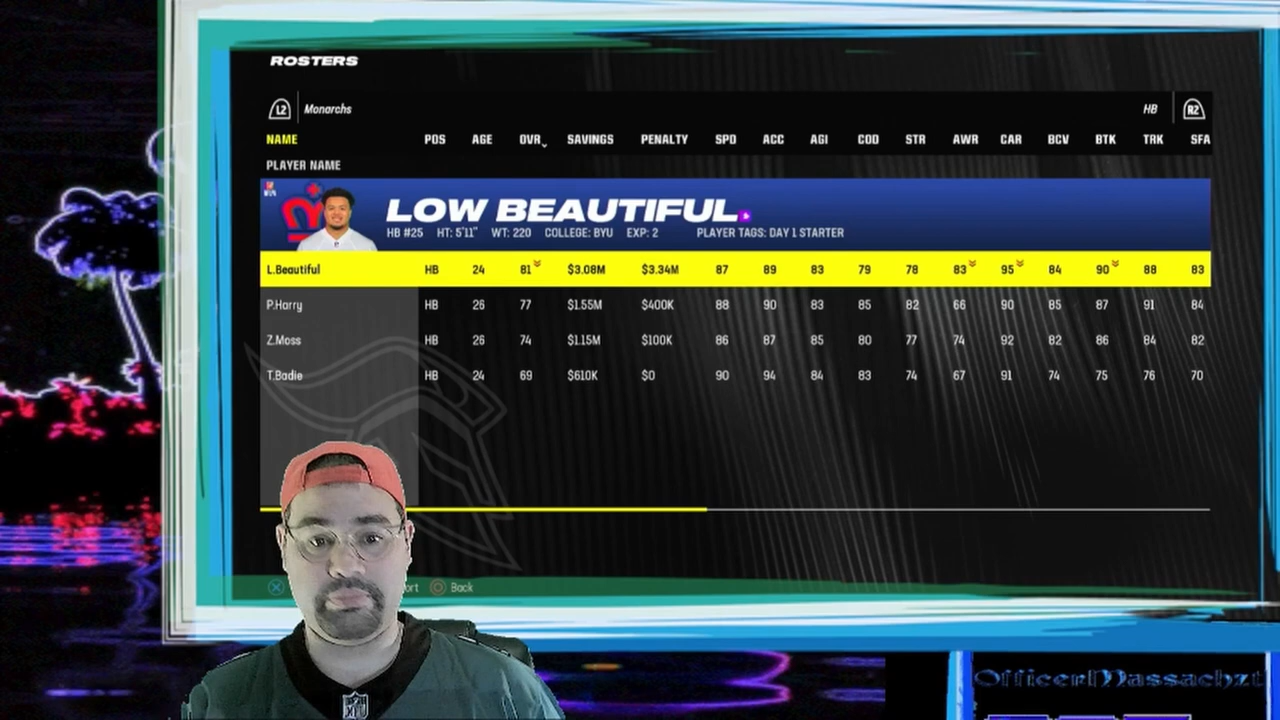 ROSTERS
L2 Monarchs HB R2
NAME POS AGE OVR SAVINGS PENALTY SPD ACC AGI COD STR AWR CAR BCV BTK TRK SFA
PLAYER NAME
LOW BEAUTIFUL
HB #25 HT: 5'11" WT: 220 COLLEGE: BYU EXP: 2 PLAYER TAGS: DAY 1 STARTER
L.Beautiful HB 24 81 $3.08M $3.34M 87 89 83 79 78 83 95 84 90 88 83
P.Harry HB 26 77 $1.55M $400K 88 90 83 85 82 66 90 85 87 91 84
Z.Moss HB 26 74 $1.15M $100K 86 87 85 80 77 74 92 82 86 84 82
T.Badie HB 24 69 $610K $0 90 94 84 83 74 67 91 74 75 76 70
ort Back
OfficerMassachzt
NFL